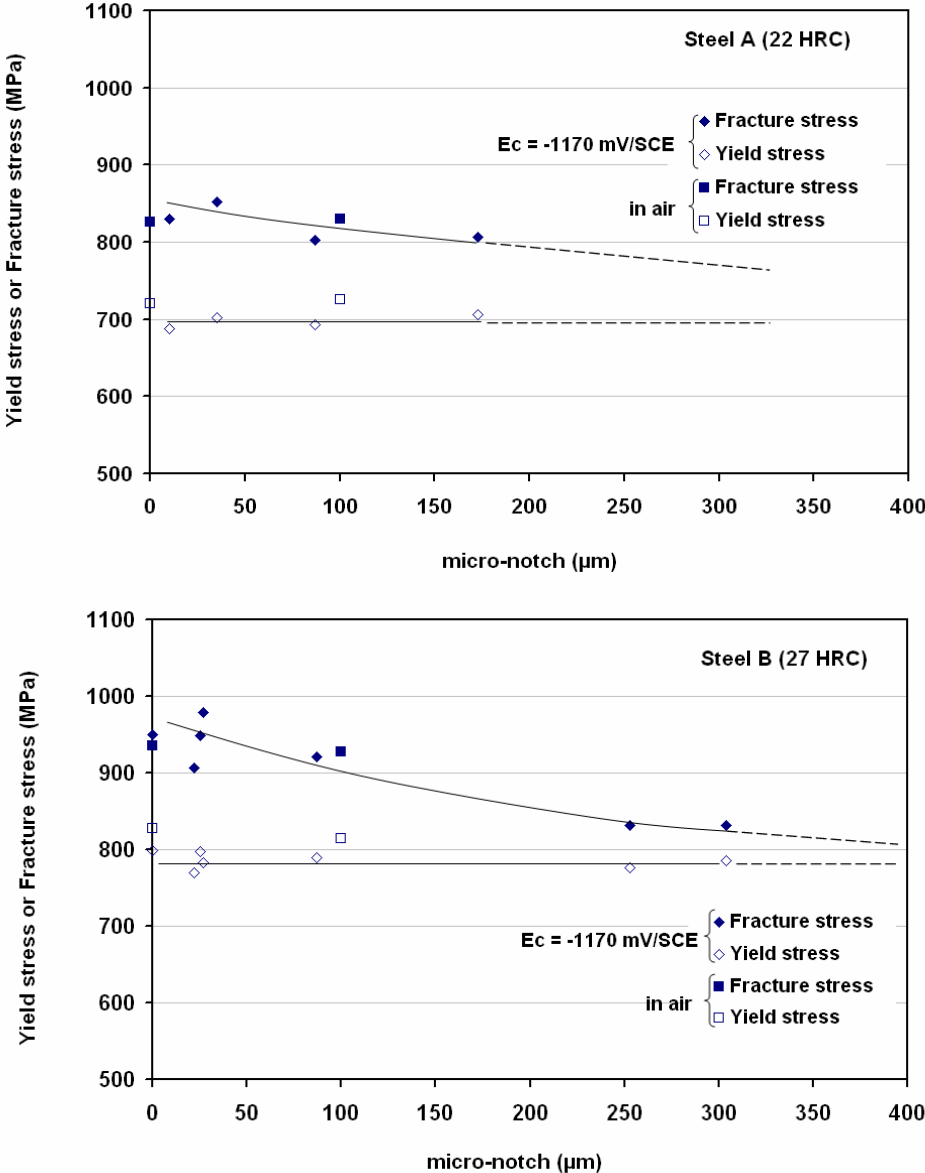 Yield stress or Fracture stress (MPa)
1100
1000
900
800
700
600
500
Steel A (22 HRC)
Ec = -1170 mV/SCE
Fracture stress
Yield stress
in air
Fracture stress
Yield stress
0 50 100 150 200 250 300 350 400
micro-notch (µm)
Yield stress or Fracture stress (MPa)
1100
1000
900
800
700
600
500
Steel B (27 HRC)
Ec = -1170 mV/SCE
Fracture stress
Yield stress
in air
Fracture stress
Yield stress
0 50 100 150 200 250 300 350 400
micro-notch (µm)